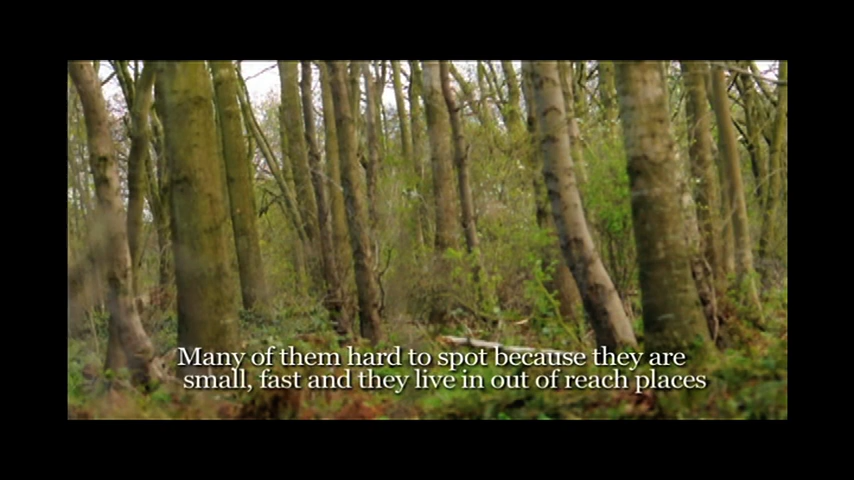 Many of them hard to spot because they are
small, fast and they live in out of reach places